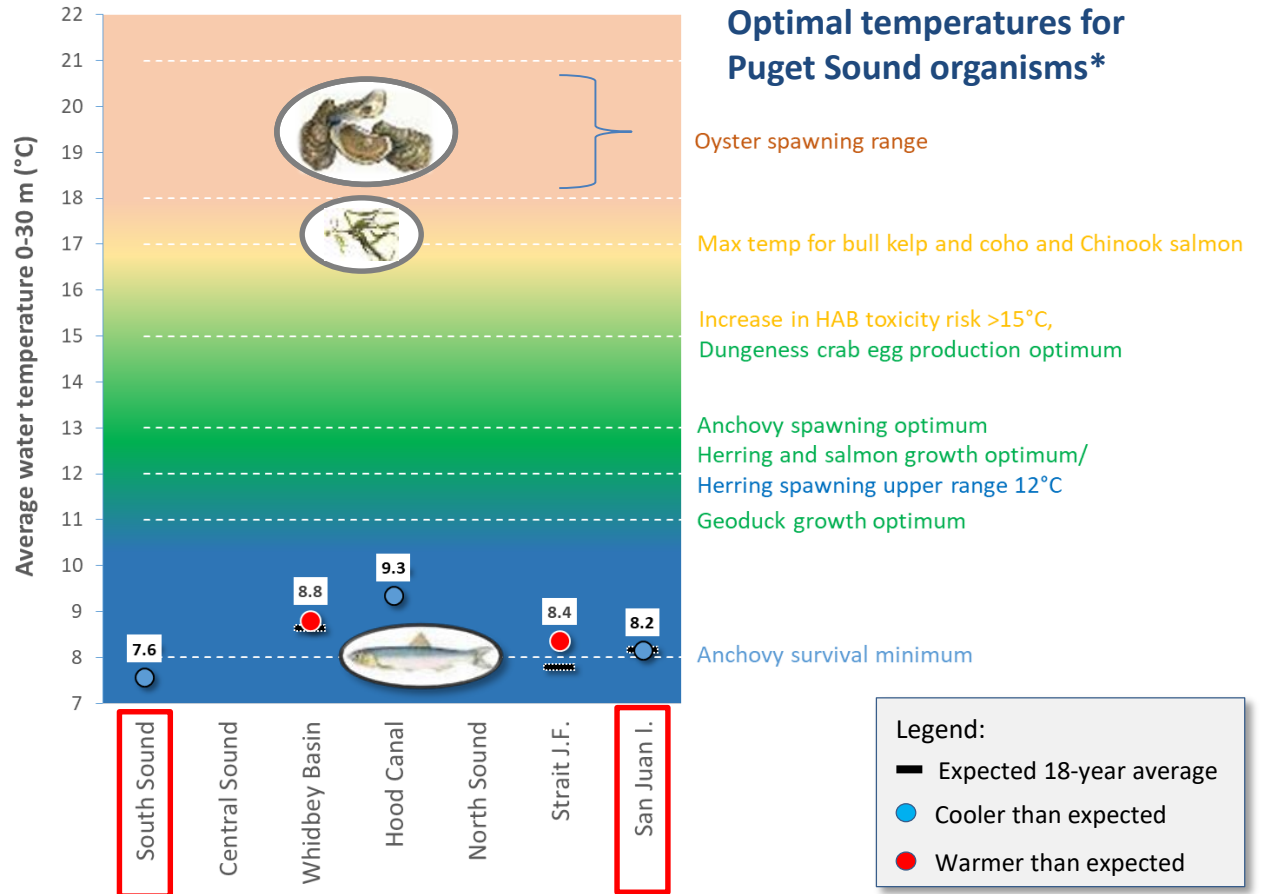 Optimal temperatures for
Puget Sound organisms*
Average water temperature 0-30 m (°C)
22
21
20
19
18
17
16
15
14
13
12
11
10
9
8
7
Oyster spawning range
Max temp for bull kelp and coho and Chinook salmon
Increase in HAB toxicity risk >15°C,
Dungeness crab egg production optimum
Anchovy spawning optimum
Herring and salmon growth optimum/
Herring spawning upper range 12°C
Geoduck growth optimum
Anchovy survival minimum
7.6
8.8
9.3
8.4
8.2
South Sound
Central Sound
Whidbey Basin
Hood Canal
North Sound
Strait J.F.
San Juan I.
Legend:
Expected 18-year average
Cooler than expected
Warmer than expected